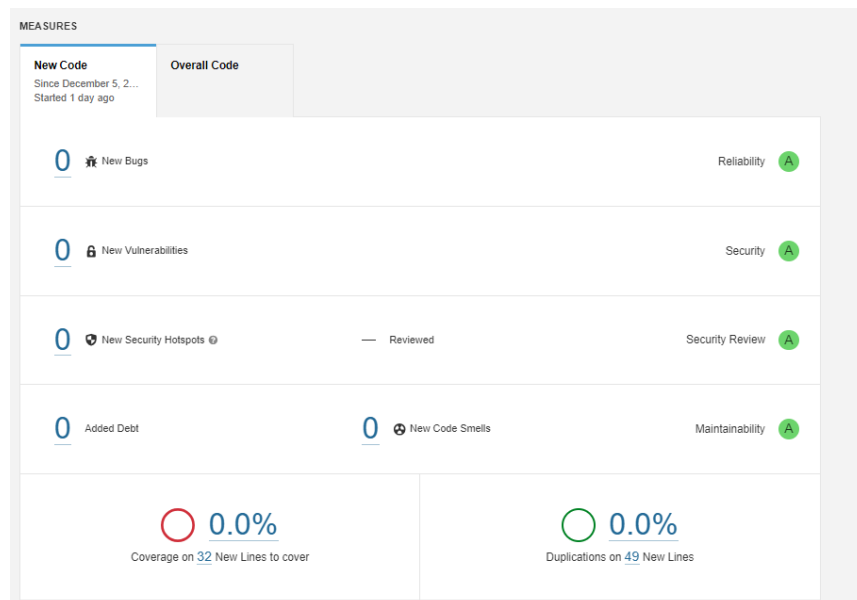 MEASURES
New Code
Overall Code
Since December 5, 2...
Started 1 day ago
0 New Bugs
Reliability A
0 New Vulnerabilities
Security A
0 New Security Hotspots ?
— Reviewed
Security Review A
0 Added Debt
0 New Code Smells
Maintainability A
0.0%
Coverage on 32 New Lines to cover
0.0%
Duplications on 49 New Lines